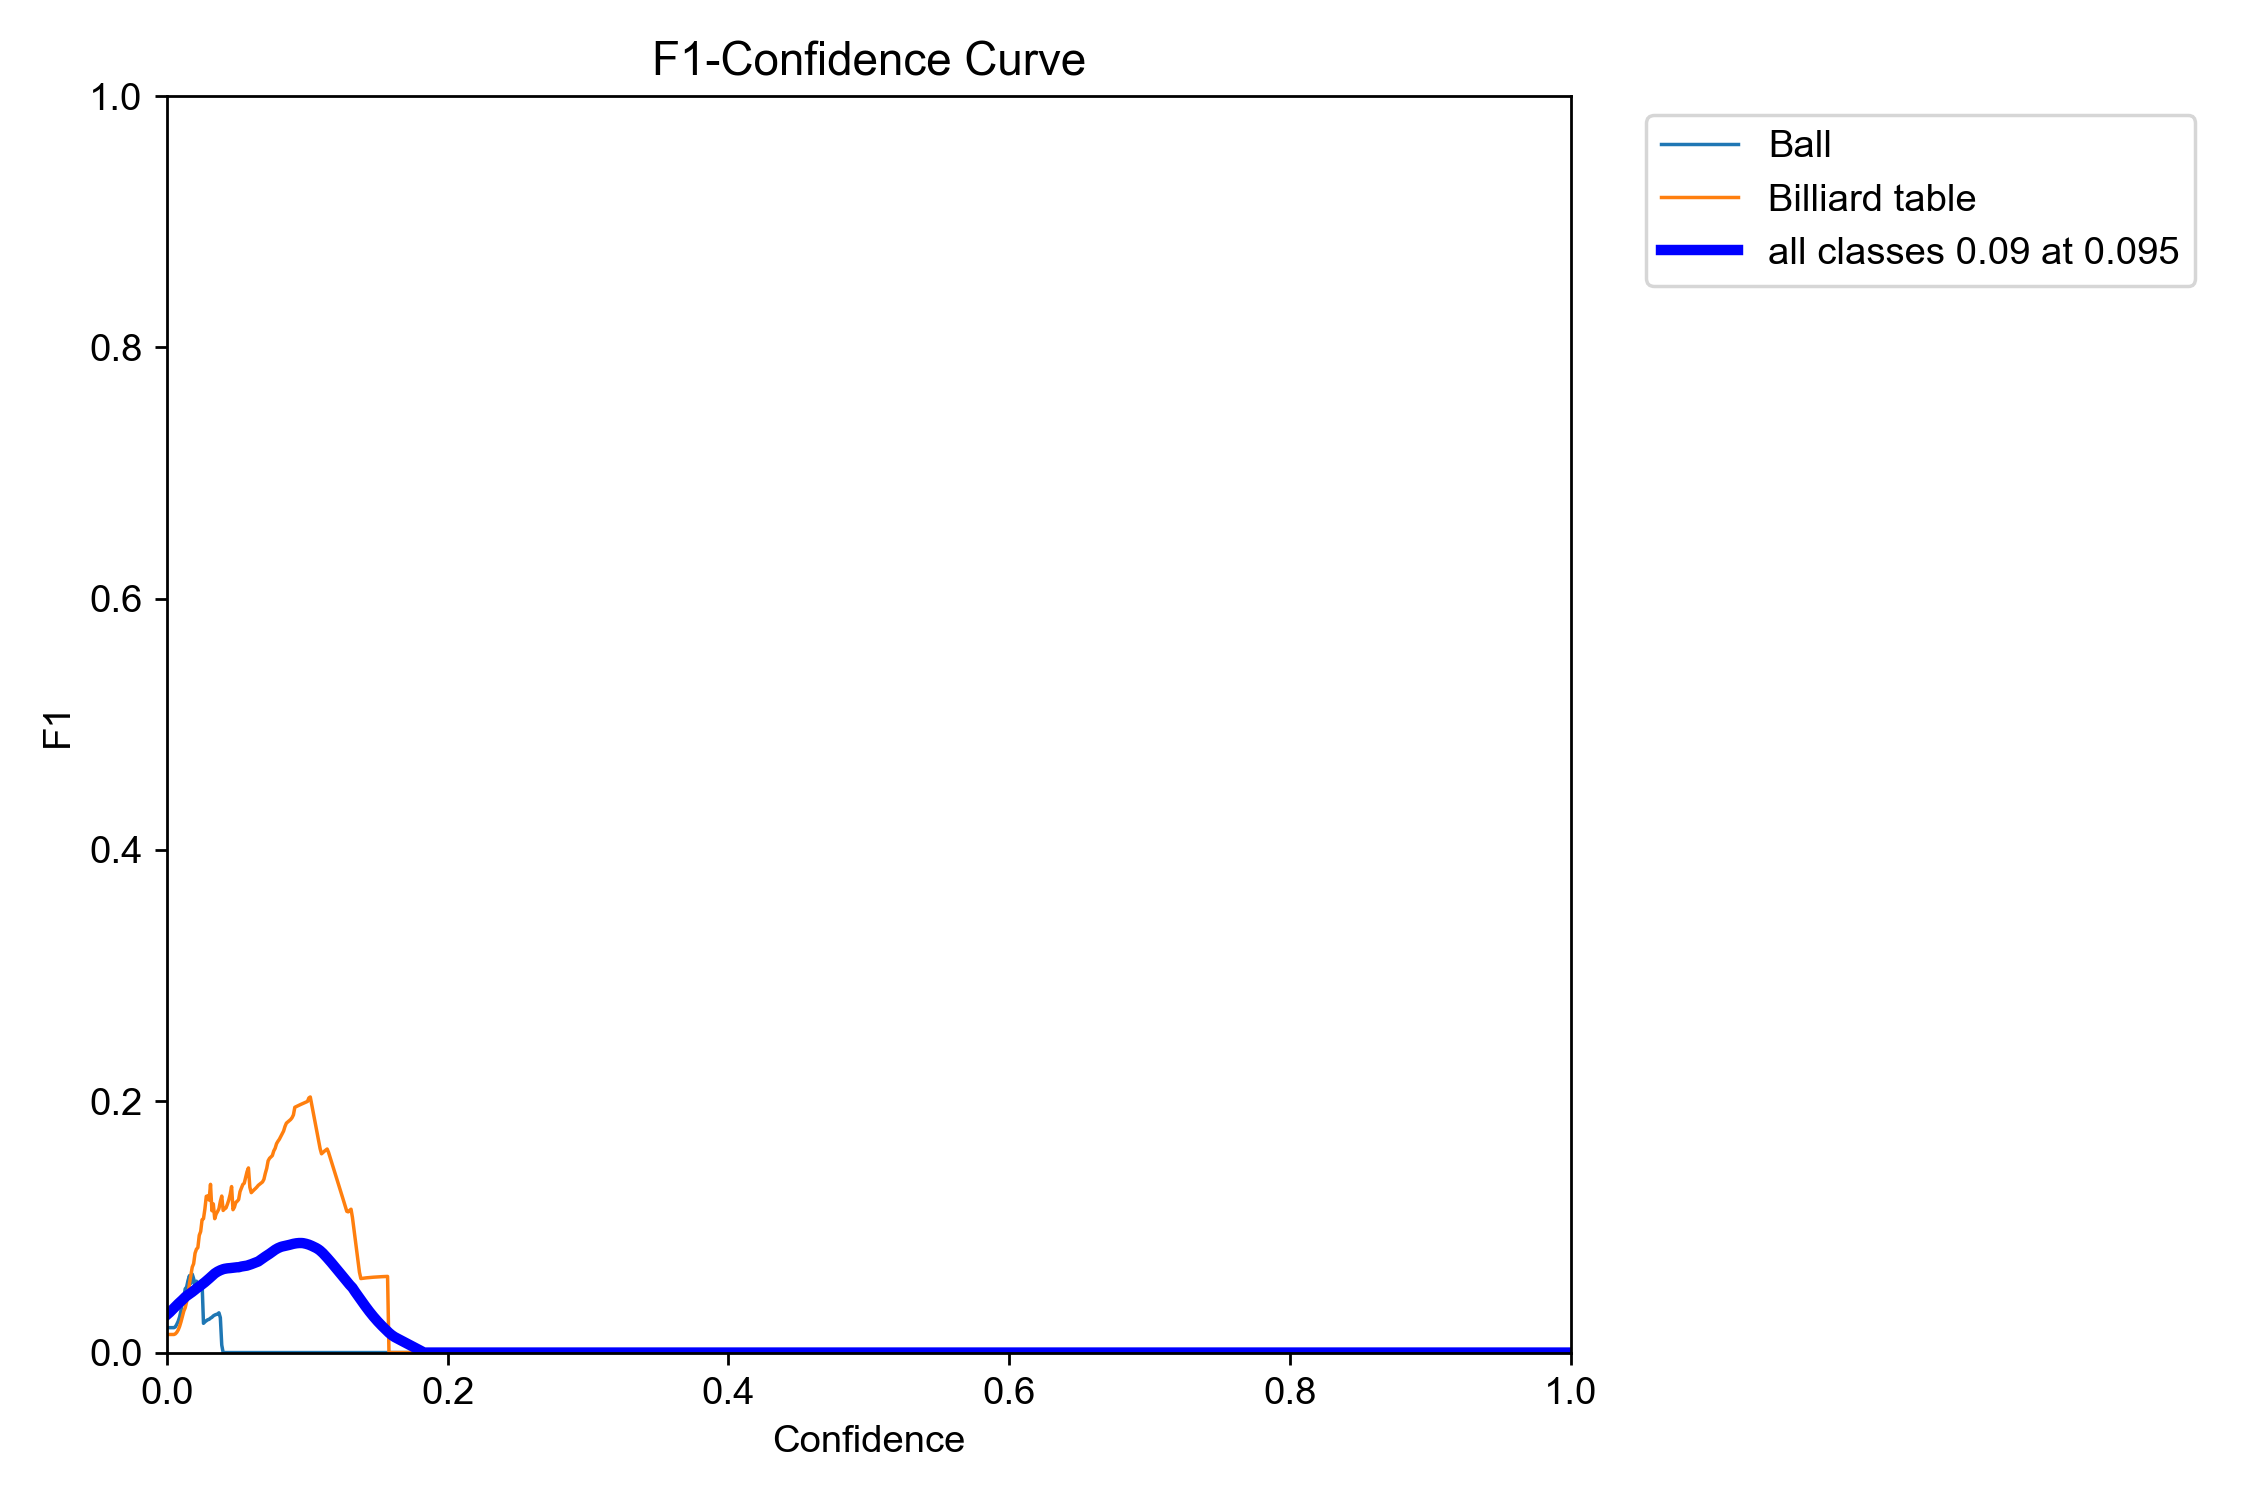 F1-Confidence Curve
1.0
0.8
0.6
0.4
0.2
0.0
F1
0.0 0.2 0.4 0.6 0.8 1.0
Confidence
Ball
Billiard table
all classes 0.09 at 0.095